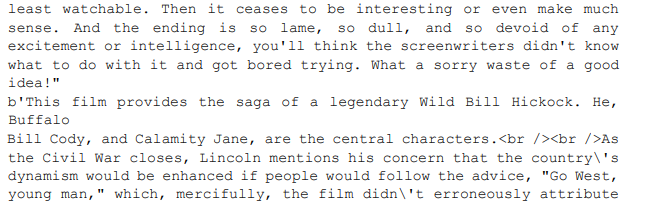 least watchable. Then it ceases to be interesting or even make much
sense. And the ending is so lame, so dull, and so devoid of any
excitement or intelligence, you'll think the screenwriters didn't know
what to do with it and got bored trying. What a sorry waste of a good
idea!"
b'This film provides the saga of a legendary Wild Bill Hickock. He,
Buffalo
Bill Cody, and Calamity Jane, are the central characters.<br /><br />As
the Civil War closes, Lincoln mentions his concern that the country\'s
dynamism would be enhanced if people would follow the advice, "Go West,
young man," which, mercifully, the film didn\'t erroneously attribute